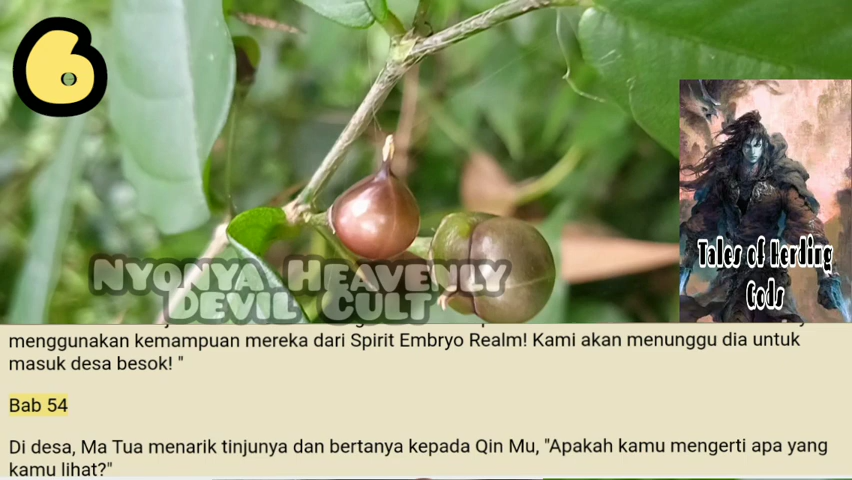 6
Tales of Herding
Gods
NYONYA HEAVENLY
DEVIL CULT
menggunakan kemampuan mereka dari Spirit Embryo Realm! Kami akan menunggu dia untuk
masuk desa besok! "
Bab 54
Di desa, Ma Tua menarik tinjunya dan bertanya kepada Qin Mu, "Apakah kamu mengerti apa yang
kamu lihat?"